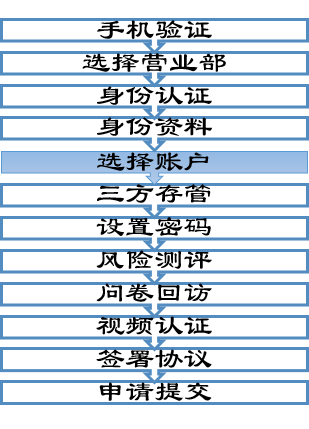 手机验证
选择营业部
身份认证
身份资料
选择账户
三方存管
设置密码
风险测评
问卷回访
视频认证
签署协议
申请提交